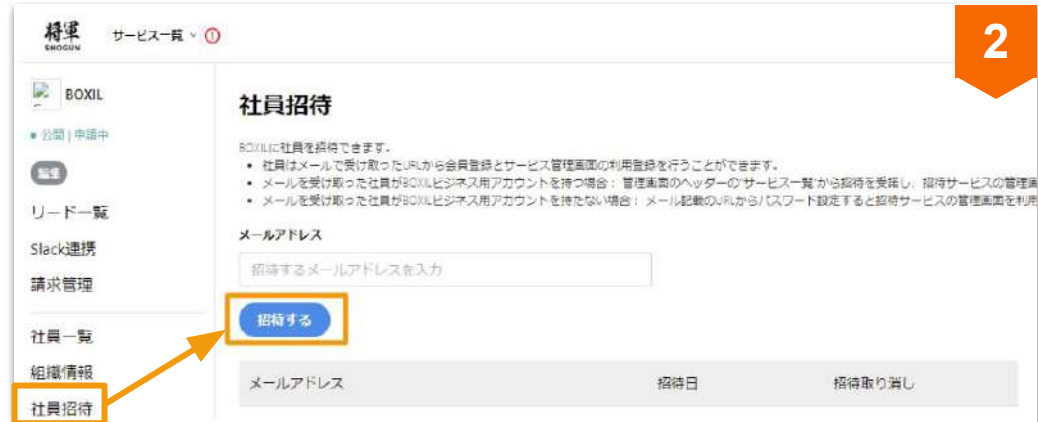 将軍
SHOGUN
サービス一覧
2
BOXIL
公開 | 申請中
編集
リード一覧
Slack連携
請求管理
社員一覧
組織情報
社員招待
社員招待
BOXILに社員を招待できます。
社員はメールで受け取ったURLから会員登録とサービス管理画面の利用登録を行うことができます。
メールを受け取った社員がBOXILビジネス用アカウントを持つ場合： 管理画面のヘッダーの"サービス一覧"から招待を受諾し、招待サービスの管理画
メールを受け取った社員がBOXILビジネス用アカウントを持たない場合： メール記載のURLからパスワード設定すると招待サービスの管理画面を利用
メールアドレス
招待するメールアドレスを入力
招待する
メールアドレス 招待日 招待取り消し